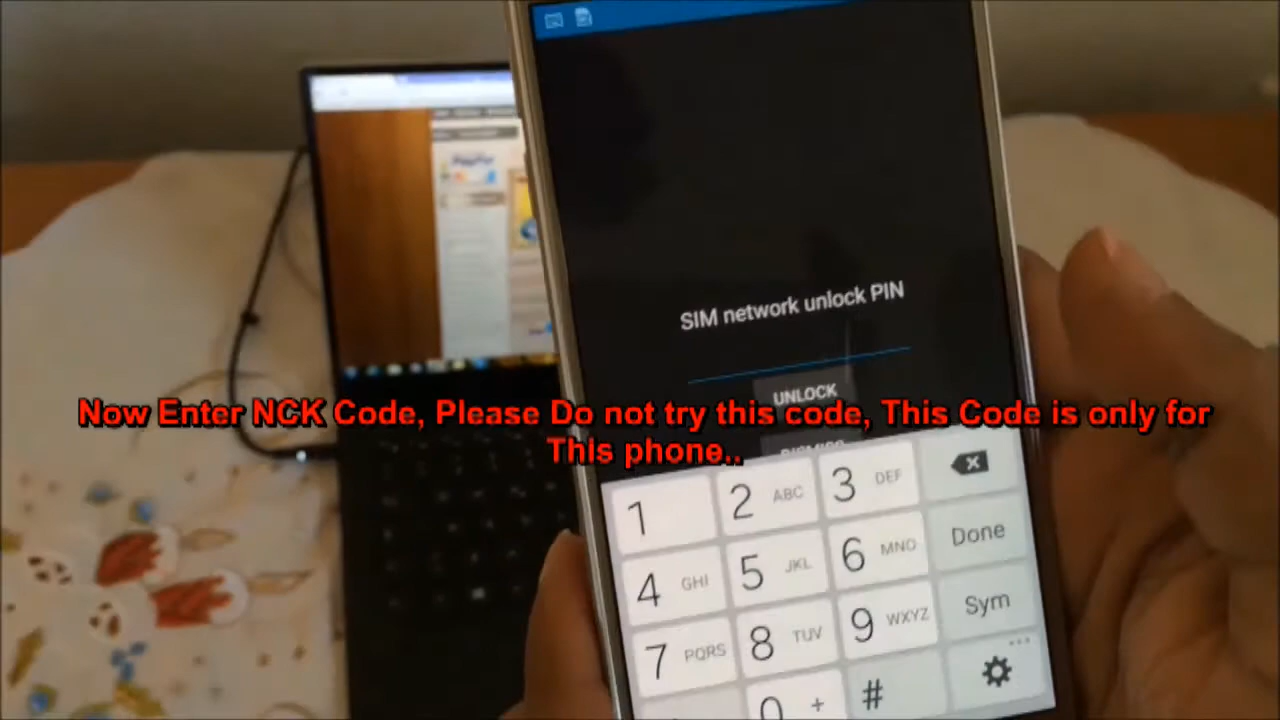 SIM network unlock PIN
UNLOCK
Now Enter NCK Code, Please Do not try this code, This Code is only for
This phone..
DISMISS
1
2 ABC
3 DEF
4 GHI
5 JKL
6 MNO
Done
7 PQRS
8 TUV
9 WXYZ
Sym
0 +
#
...
PayPal